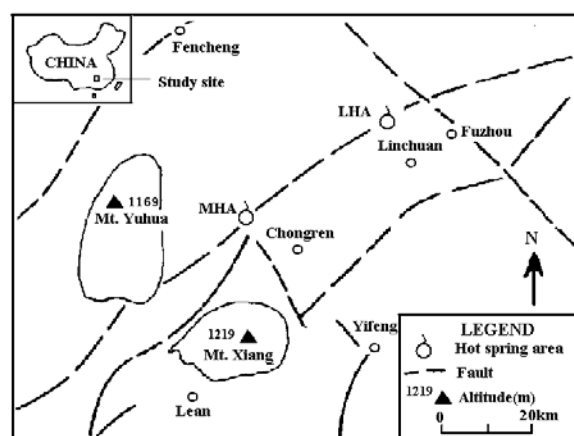 CHINA
Study site
Fencheng
LHA
Fuzhou
Linchuan
1169
Mt. Yuhua
MHA
Chongren
N
1219
Mt. Xiang
Yifeng
Lean
LEGEND
Hot spring area
Fault
1219 Altitude(m)
0 20km